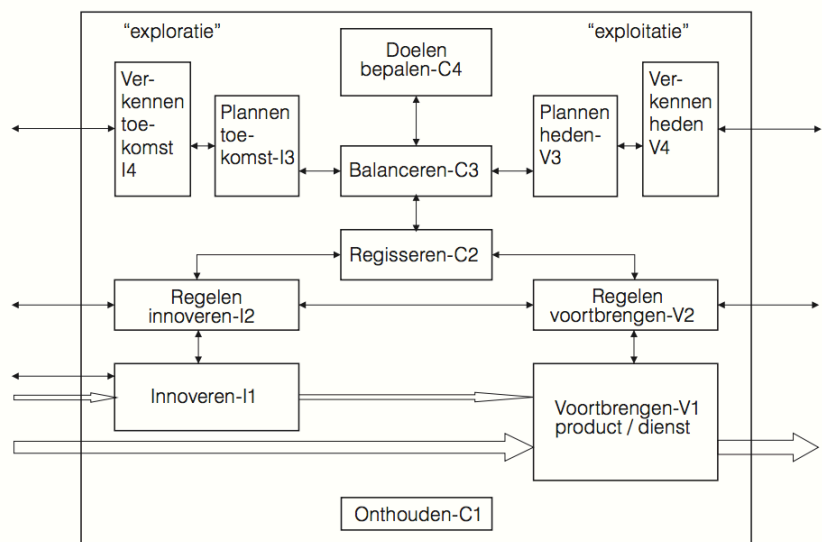 “exploratie”
“exploitatie”
Doelen
bepalen-C4
Ver-
kennen
toe-
komst
I4
Plannen
toe-
komst-I3
Balanceren-C3
Plannen
heden-
V3
Ver-
kennen
heden
V4
Regisseren-C2
Regelen
innoveren-I2
Regelen
voortbrengen-V2
Innoveren-I1
Voortbrengen-V1
product / dienst
Onthouden-C1